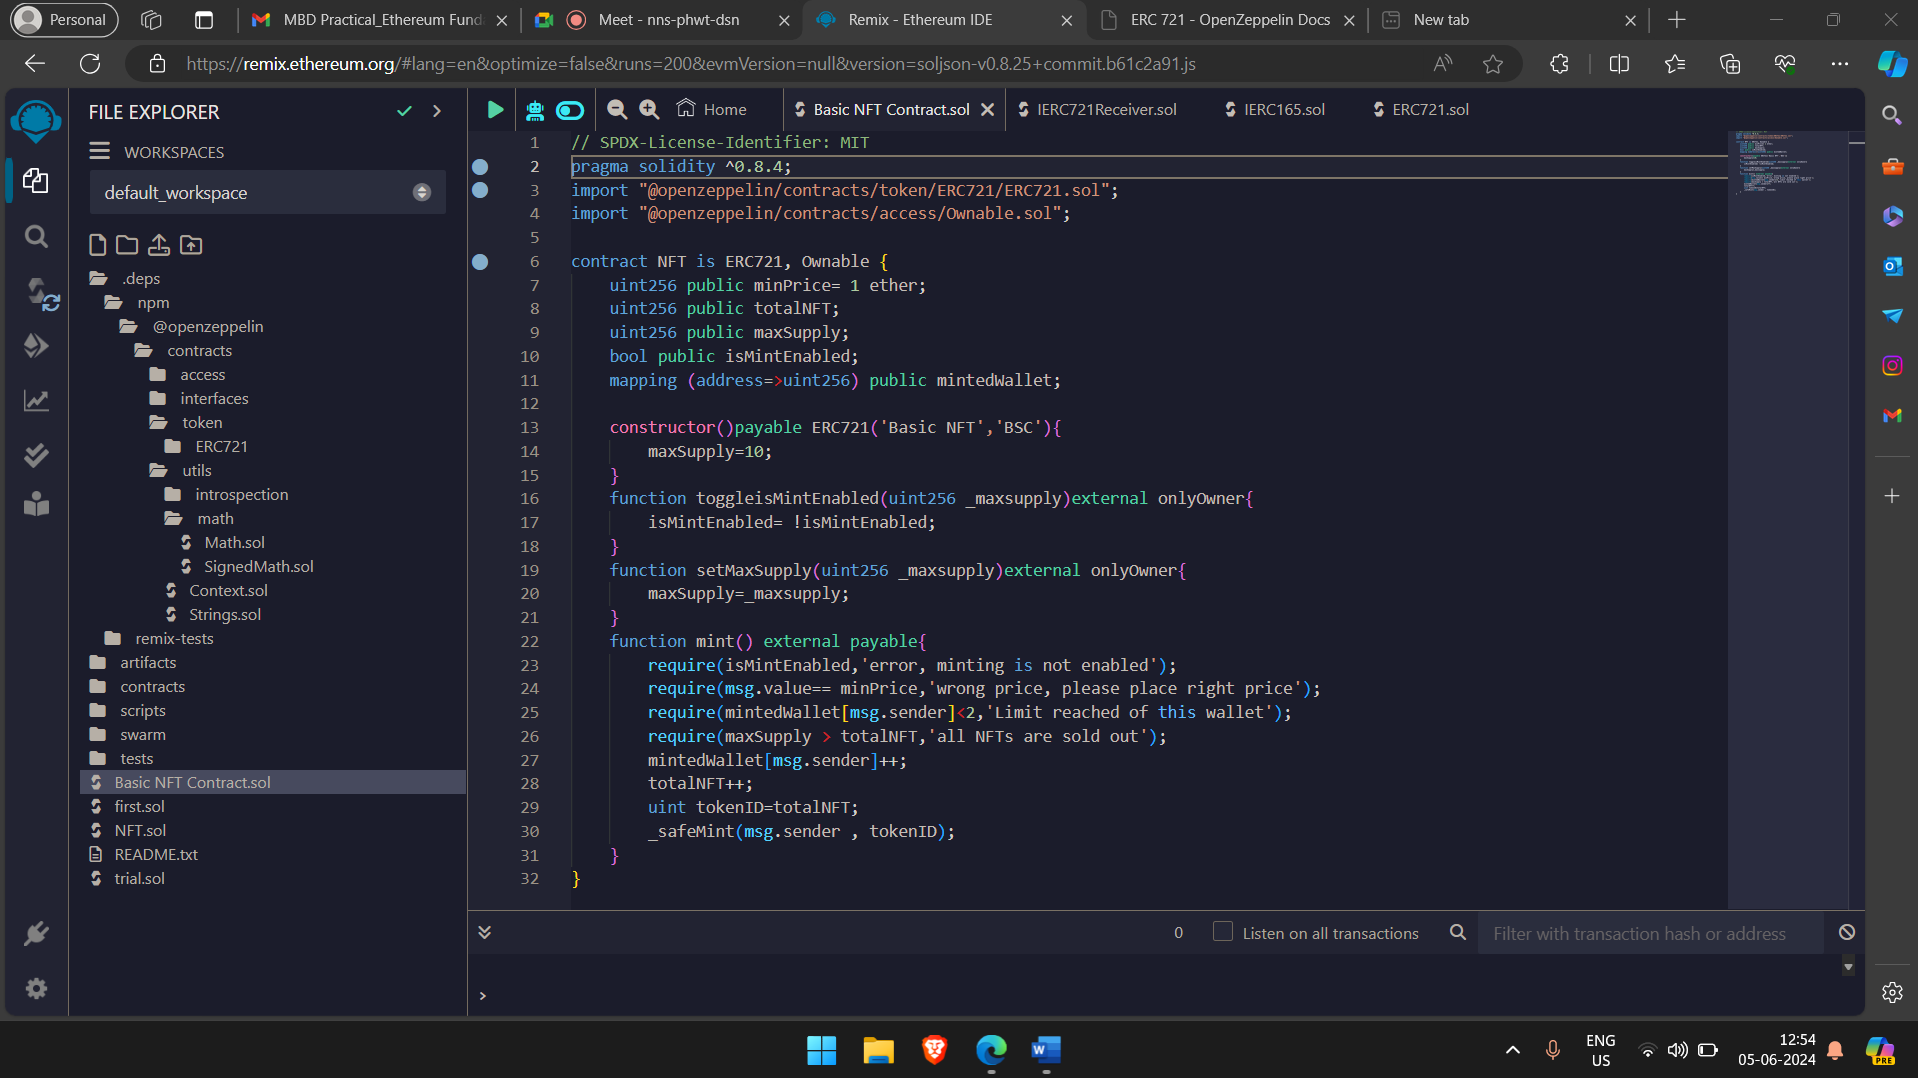 Personal
MBD Practical_Ethereum Fund
Meet - nns-phwt-dsn
Remix - Ethereum IDE
ERC 721 - OpenZeppelin Docs
New tab
https://remix.ethereum.org/#lang=en&optimize=false&runs=200&evmVersion=null&version=soljson-v0.8.25+commit.b61c2a91.js
FILE EXPLORER
WORKSPACES
default_workspace
.deps
npm
@openzeppelin
contracts
access
interfaces
token
ERC721
utils
introspection
math
Math.sol
SignedMath.sol
Context.sol
Strings.sol
remix-tests
artifacts
contracts
scripts
swarm
tests
Basic NFT Contract.sol
first.sol
NFT.sol
README.txt
trial.sol
Home
Basic NFT Contract.sol
IERC721Receiver.sol
IERC165.sol
ERC721.sol
1 // SPDX-License-Identifier: MIT
2 pragma solidity ^0.8.4;
3 import "@openzeppelin/contracts/token/ERC721/ERC721.sol";
4 import "@openzeppelin/contracts/access/Ownable.sol";
5
6 contract NFT is ERC721, Ownable {
7 uint256 public minPrice= 1 ether;
8 uint256 public totalNFT;
9 uint256 public maxSupply;
10 bool public isMintEnabled;
11 mapping (address=>uint256) public mintedWallet;
12
13 constructor()payable ERC721('Basic NFT','BSC'){
14 maxSupply=10;
15 }
16 function toggleisMintEnabled(uint256 _maxsupply)external onlyOwner{
17 isMintEnabled= !isMintEnabled;
18 }
19 function setMaxSupply(uint256 _maxsupply)external onlyOwner{
20 maxSupply=_maxsupply;
21 }
22 function mint() external payable{
23 require(isMintEnabled,'error, minting is not enabled');
24 require(msg.value== minPrice,'wrong price, please place right price');
25 require(mintedWallet[msg.sender]<2,'Limit reached of this wallet');
26 require(maxSupply > totalNFT,'all NFTs are sold out');
27 mintedWallet[msg.sender]++;
28 totalNFT++;
29 uint tokenID=totalNFT;
30 _safeMint(msg.sender , tokenID);
31 }
32 }
0
Listen on all transactions
Filter with transaction hash or address
>
ENG
US
12:54
05-06-2024
PRE